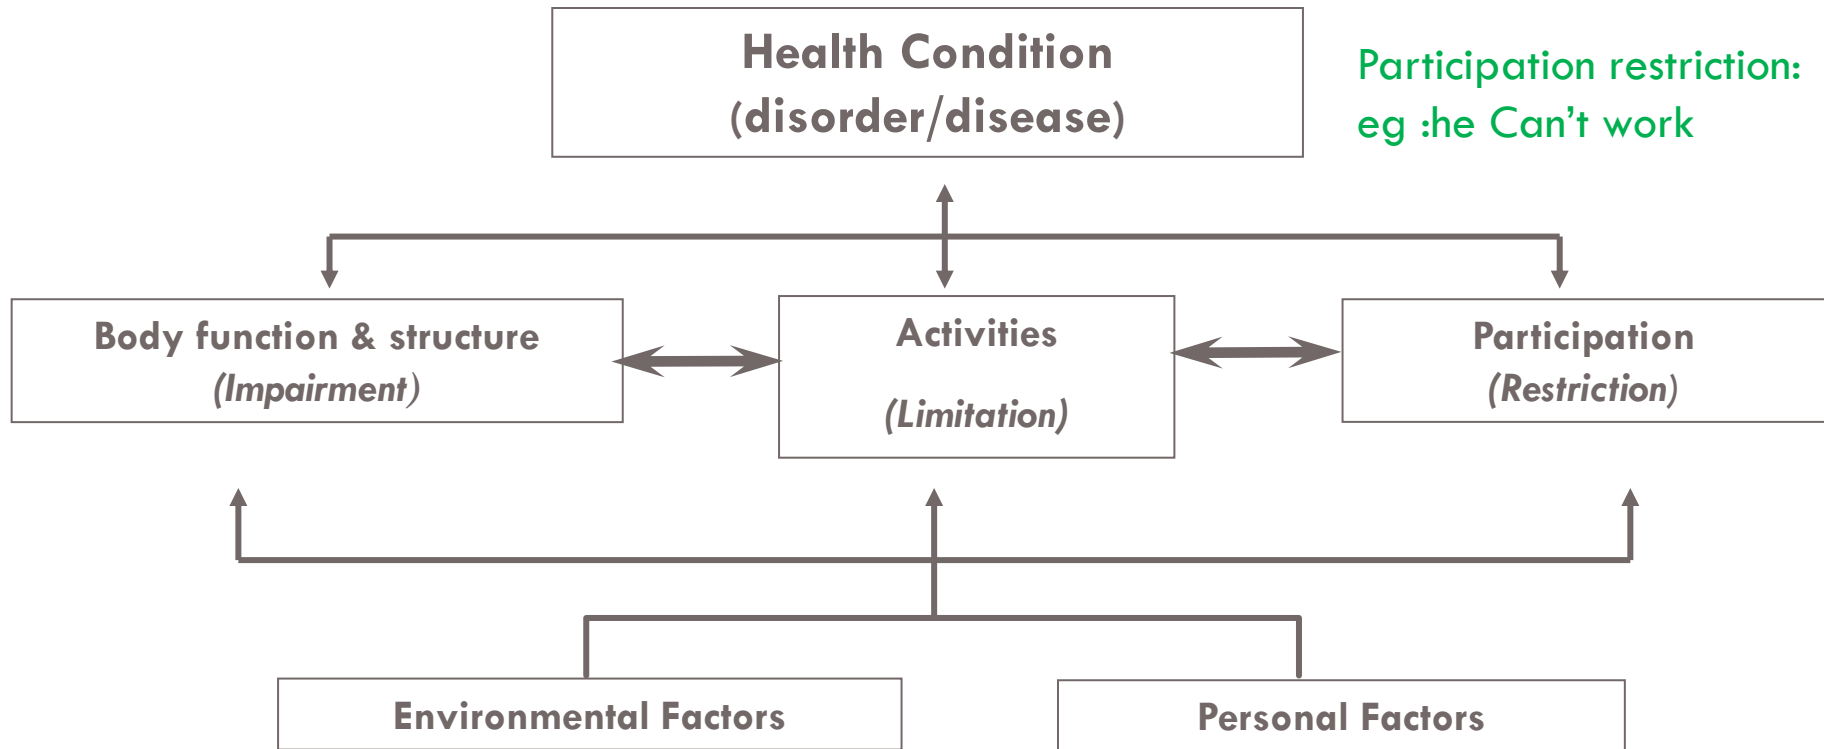 Health Condition
(disorder/disease)
Participation restriction:
eg :he Can't work
Body function & structure
(Impairment)
Activities
(Limitation)
Participation
(Restriction)
Environmental Factors
Personal Factors